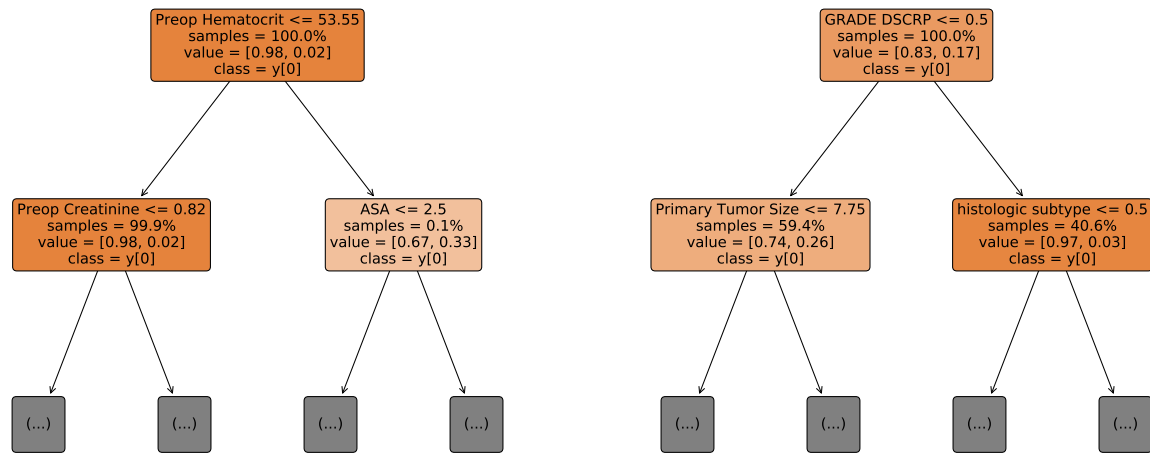 Preop Hematocrit <= 53.55
samples = 100.0%
value = [0.98, 0.02]
class = y[0]
GRADE DSCRP <= 0.5
samples = 100.0%
value = [0.83, 0.17]
class = y[0]
Preop Creatinine <= 0.82
samples = 99.9%
value = [0.98, 0.02]
class = y[0]
ASA <= 2.5
samples = 0.1%
value = [0.67, 0.33]
class = y[0]
Primary Tumor Size <= 7.75
samples = 59.4%
value = [0.74, 0.26]
class = y[0]
histologic subtype <= 0.5
samples = 40.6%
value = [0.97, 0.03]
class = y[0]
(...)
(...)
(...)
(...)
(...)
(...)
(...)
(...)